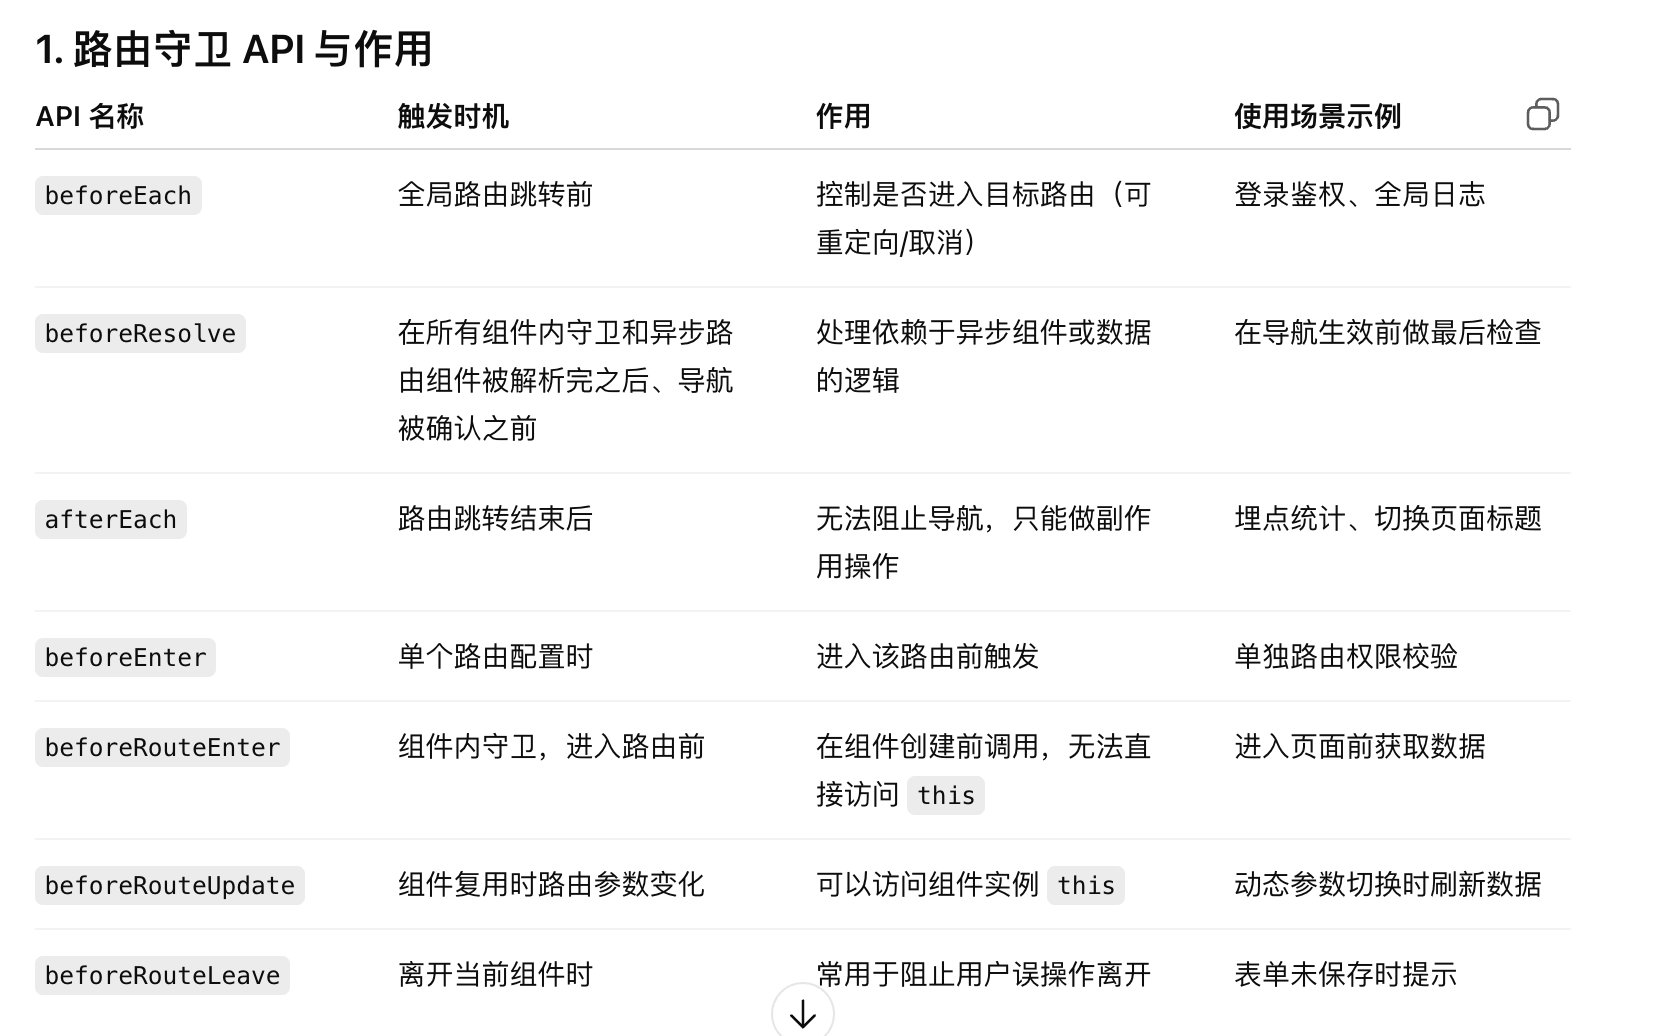 1. 路由守卫 API 与作用
API 名称 触发时机 作用 使用场景示例
beforeEach 全局路由跳转前 控制是否进入目标路由（可
重定向/取消） 登录鉴权、全局日志
beforeResolve 在所有组件内守卫和异步路
由组件被解析完之后、导航
被确认之前 处理依赖于异步组件或数据
的逻辑 在导航生效前做最后检查
afterEach 路由跳转结束后 无法阻止导航，只能做副作
用操作 埋点统计、切换页面标题
beforeEnter 单个路由配置时 进入该路由前触发 单独路由权限校验
beforeRouteEnter 组件内守卫，进入路由前 在组件创建前调用，无法直
接访问 this 进入页面前获取数据
beforeRouteUpdate 组件复用时路由参数变化 可以访问组件实例 this 动态参数切换时刷新数据
beforeRouteLeave 离开当前组件时 常用于阻止用户误操作离开 表单未保存时提示